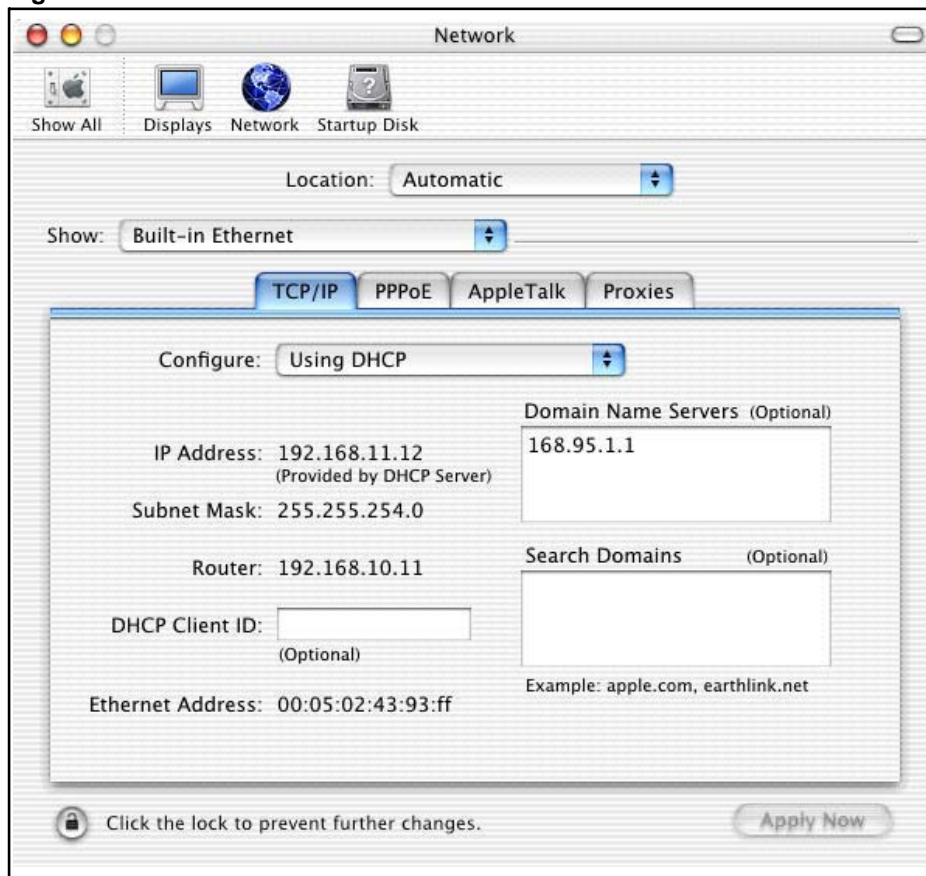 Network
Show All Displays Network Startup Disk
Location: Automatic
Show: Built-in Ethernet
TCP/IP PPPoE AppleTalk Proxies
Configure: Using DHCP
Domain Name Servers (Optional)
168.95.1.1
IP Address: 192.168.11.12
(Provided by DHCP Server)
Subnet Mask: 255.255.254.0
Router: 192.168.10.11
Search Domains (Optional)
DHCP Client ID:
(Optional)
Example: apple.com, earthlink.net
Ethernet Address: 00:05:02:43:93:ff
Click the lock to prevent further changes.
Apply Now